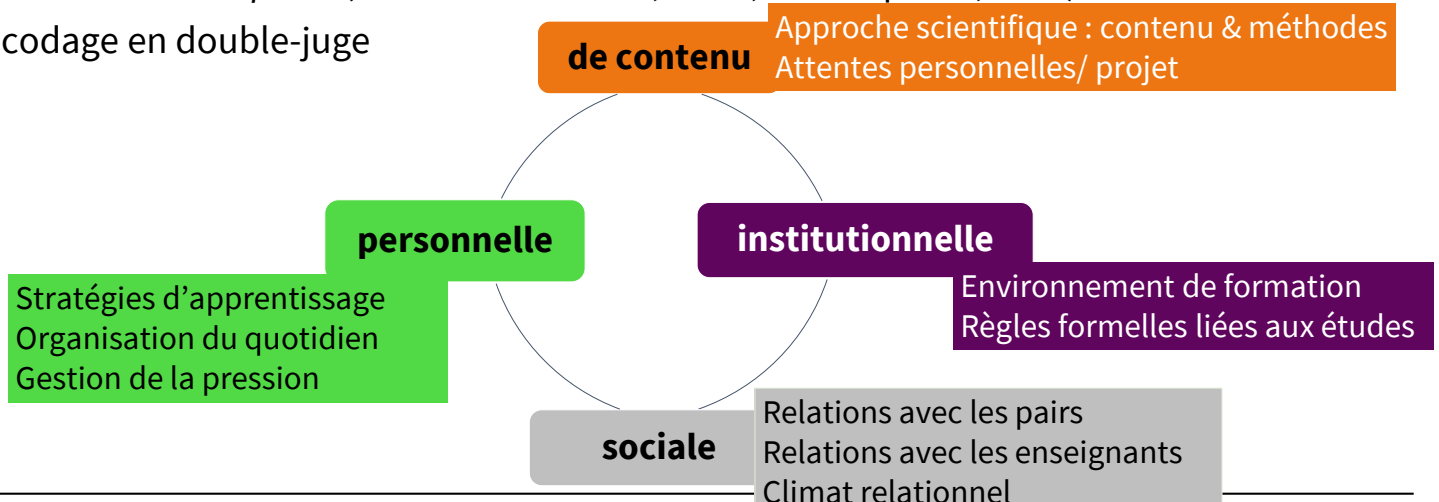 codage en double-juge
de contenu
Approche scientifique : contenu & méthodes
Attentes personnelles/ projet
personnelle
Stratégies d'apprentissage
Organisation du quotidien
Gestion de la pression
institutionnelle
Environnement de formation
Règles formelles liées aux études
sociale
Relations avec les pairs
Relations avec les enseignants
Climat relationnel